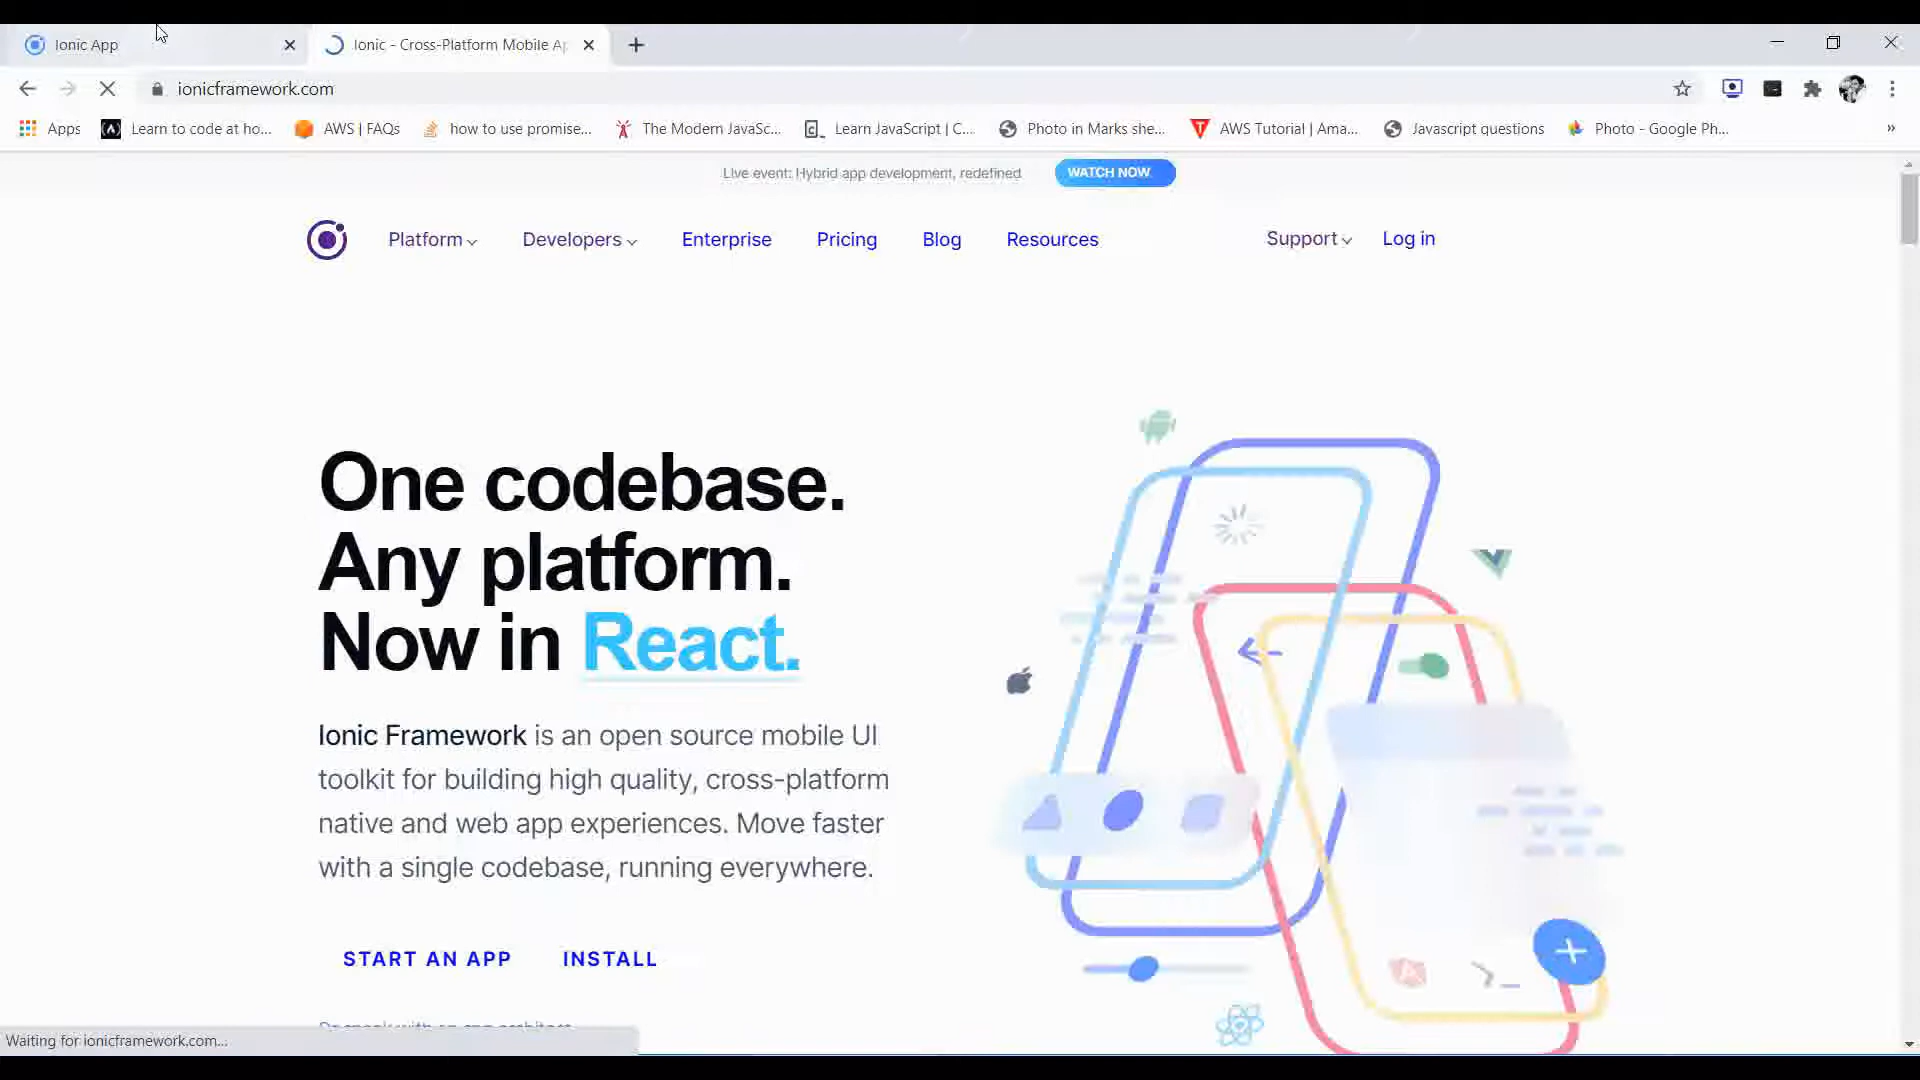 Ionic App
Ionic - Cross-Platform Mobile Ap
ionicframework.com
Apps
Learn to code at ho...
AWS | FAQs
how to use promise...
The Modern JavaSc...
Learn JavaScript | C...
Photo in Marks she...
AWS Tutorial | Ama...
Javascript questions
Photo - Google Ph...
»
Live event: Hybrid app development, redefined
WATCH NOW
Platform
Developers
Enterprise
Pricing
Blog
Resources
Support
Log in
One codebase.
Any platform.
Now in React.
Ionic Framework is an open source mobile UI
toolkit for building high quality, cross-platform
native and web app experiences. Move faster
with a single codebase, running everywhere.
START AN APP
INSTALL
Waiting for ionicframework.com...